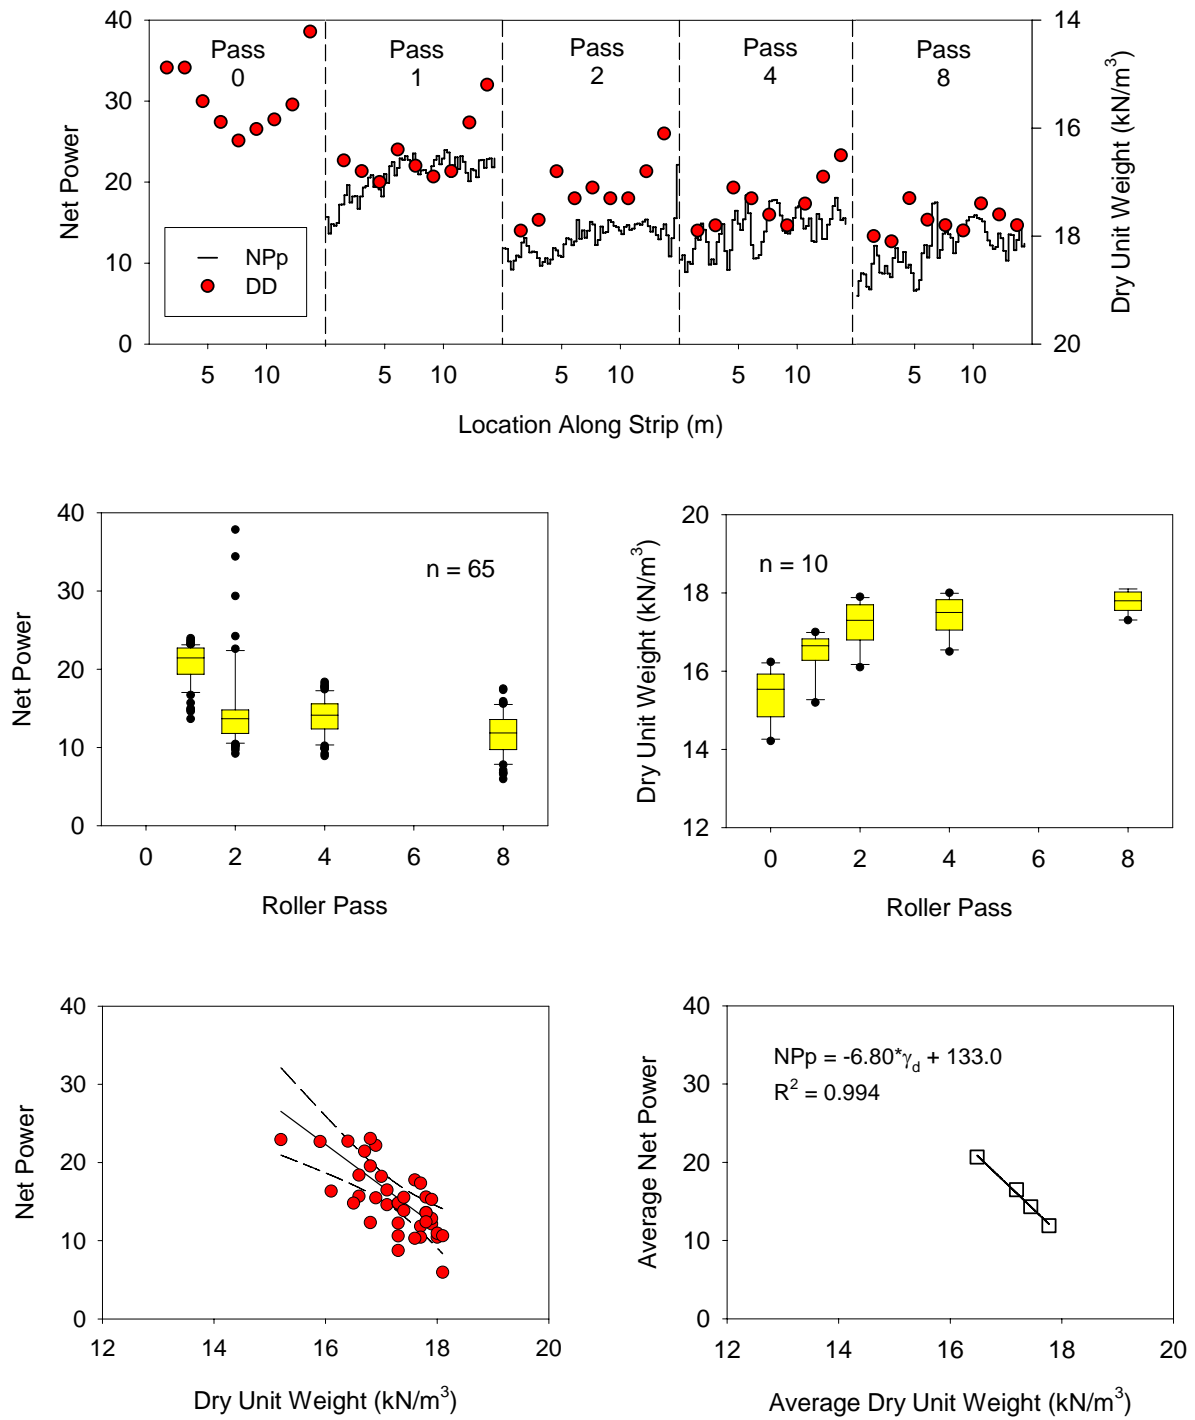 40
30
20
10
0
Net Power
Pass
0
Pass
1
Pass
2
Pass
4
Pass
8
14
16
18
20
Dry Unit Weight (kN/m³)
NPp
DD
5 10 5 10 5 10 5 10 5 10
Location Along Strip (m)
40
30
20
10
0
Net Power
n = 65
0 2 4 6 8
Roller Pass
20
18
16
14
12
Dry Unit Weight (kN/m³)
n = 10
0 2 4 6 8
Roller Pass
40
30
20
10
0
Net Power
12 14 16 18 20
Dry Unit Weight (kN/m³)
40
30
20
10
0
Average Net Power
NPp = -6.80*γd + 133.0
R² = 0.994
12 14 16 18 20
Average Dry Unit Weight (kN/m³)